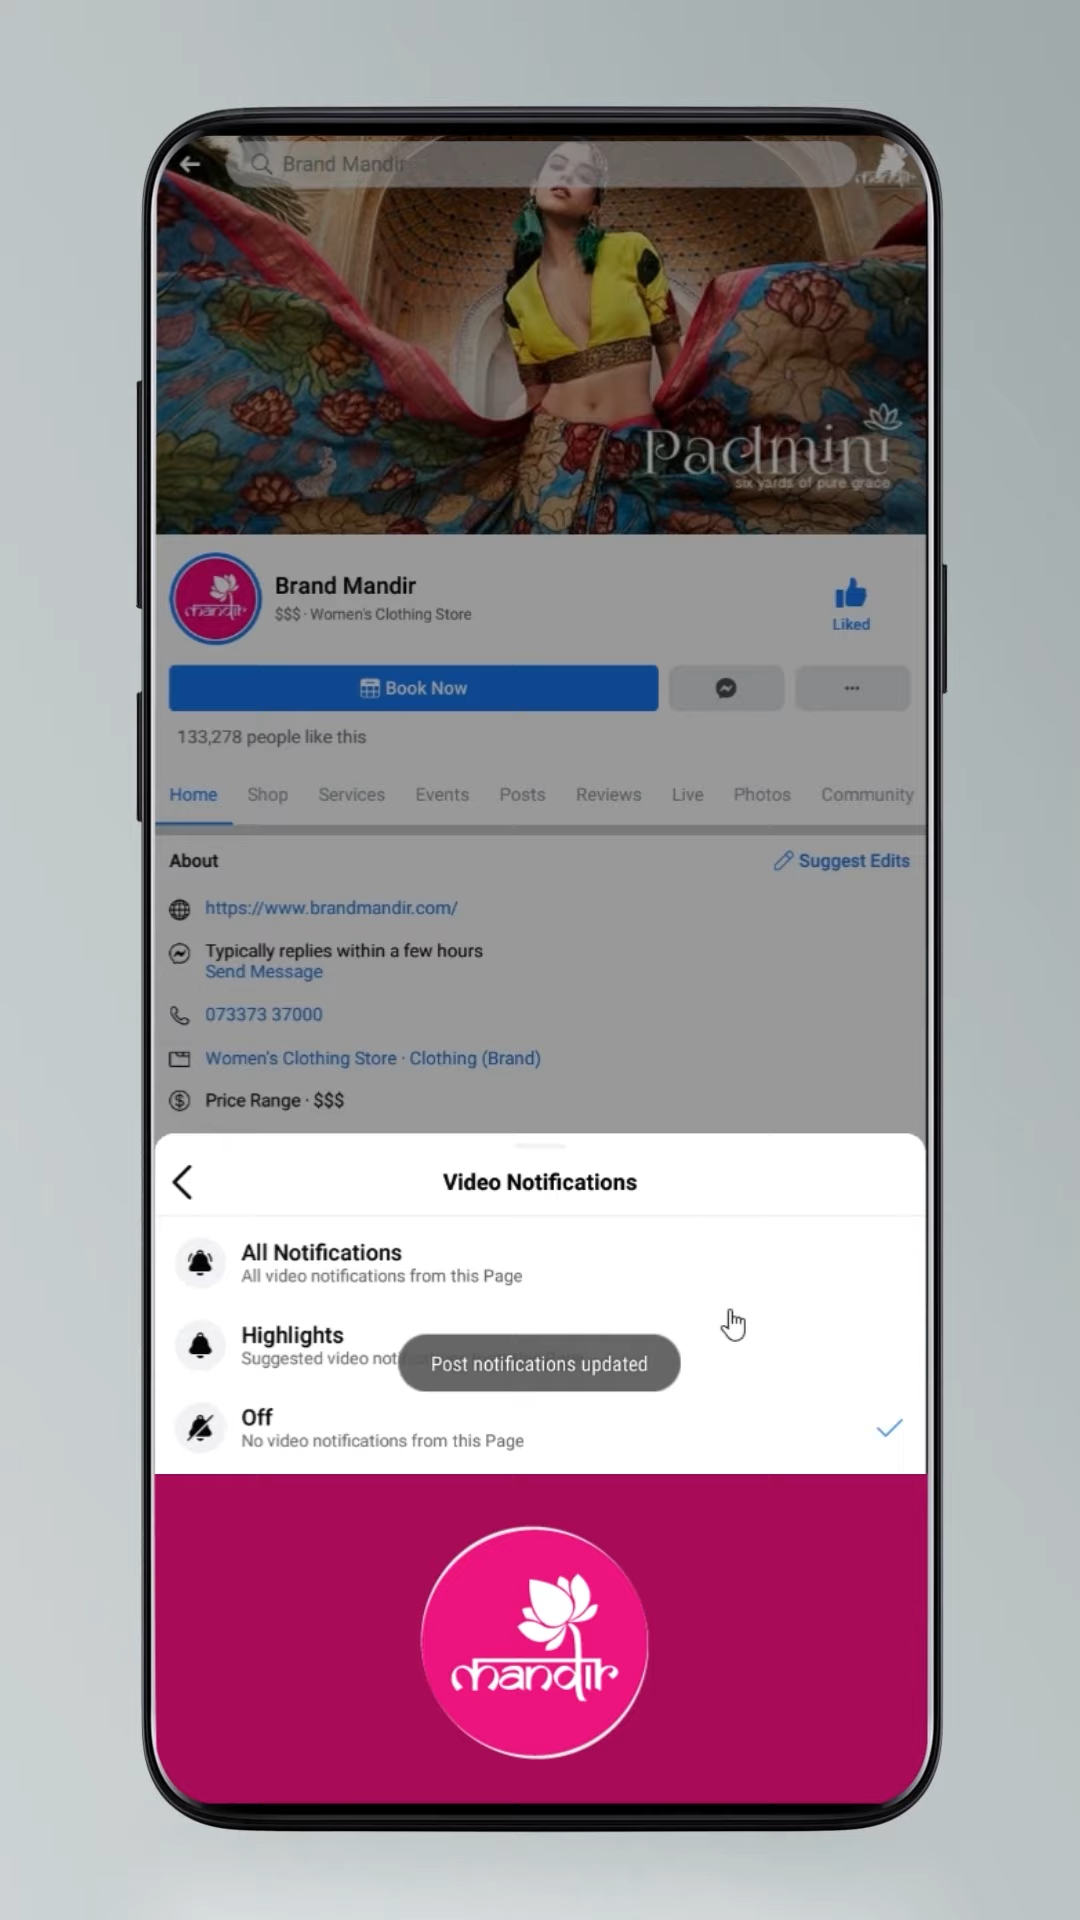 Brand Mandir
mandir
Padmini
six yards of pure grace
mandir
Brand Mandir
$$$ · Women's Clothing Store
Liked
Book Now
133,278 people like this
Home Shop Services Events Posts Reviews Live Photos Community
About
Suggest Edits
https://www.brandmandir.com/
Typically replies within a few hours
Send Message
073373 37000
Women's Clothing Store · Clothing (Brand)
Price Range · $$$
Video Notifications
All Notifications
All video notifications from this Page
Highlights
Suggested video not
Post notifications updated
Off
No video notifications from this Page
mandir